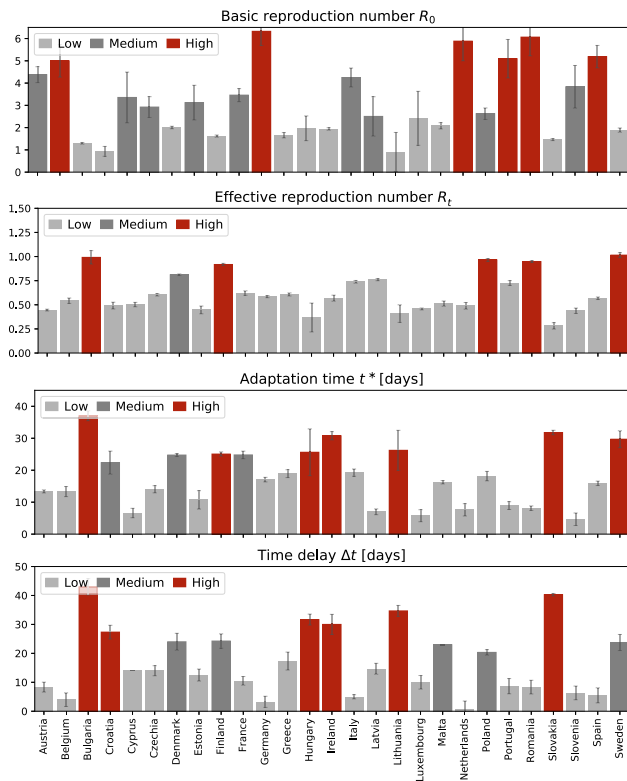 Basic reproduction number R₀
Low Medium High
6
5
4
3
2
1
0
Effective reproduction number Rₜ
1,50
Low Medium High
1.25
1.00
0.75
0.50
0.25
0.00
Adaptation time t * [days]
Low Medium High
40
30
20
10
0
Time delay Δt [days]
50
Low Medium High
40
30
20
10
0
Austria
Belgium
Bulgaria
Croatia
Cyprus
Czechia
Denmark
Estonia
Finland
France
Germany
Greece
Hungary
Ireland
Italy
Latvia
Lithuania
Luxembourg
Malta
Netherlands
Poland
Portugal
Romania
Slovakia
Slovenia
Spain
Sweden